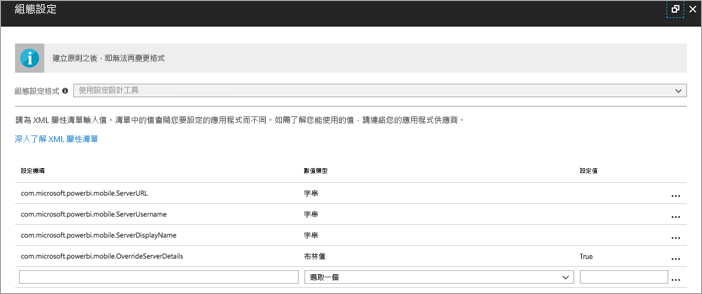 組態設定
建立原則之後，即無法再變更格式
組態設定格式 使用設定設計工具
請為 XML 屬性清單輸入值。清單中的值會隨您要設定的應用程式而不同。如需了解您能使用的值，請連絡您的應用程式供應商。
深入了解 XML 屬性清單
設定機碼 數值類型 設定值
com.microsoft.powerbi.mobile.ServerURL 字串
com.microsoft.powerbi.mobile.ServerUsername 字串
com.microsoft.powerbi.mobile.ServerDisplayName 字串
com.microsoft.powerbi.mobile.OverrideServerDetails 布林值 True
選取一個